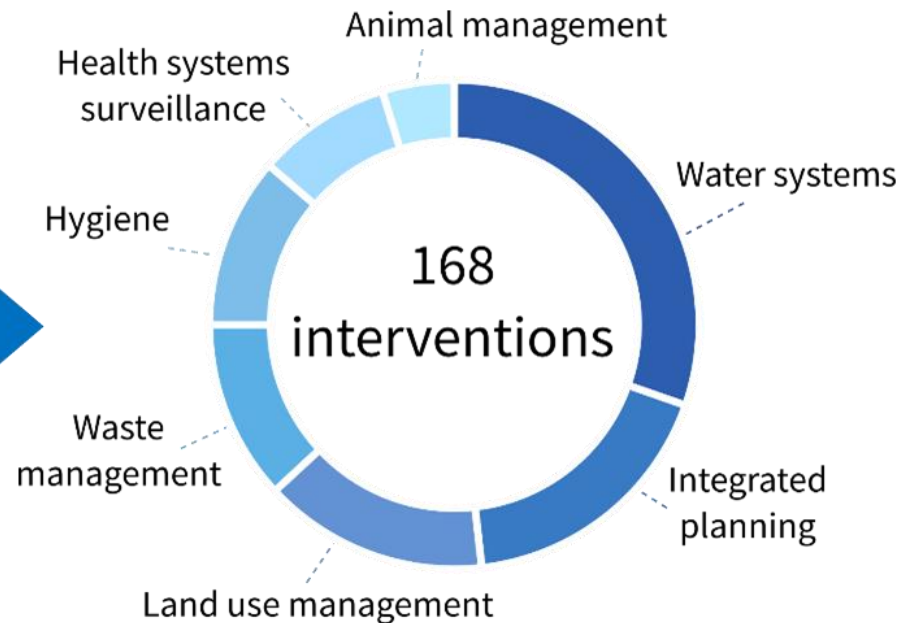 Animal management
Health systems
surveillance
Water systems
Hygiene
168
interventions
Waste
management
Integrated
planning
Land use management